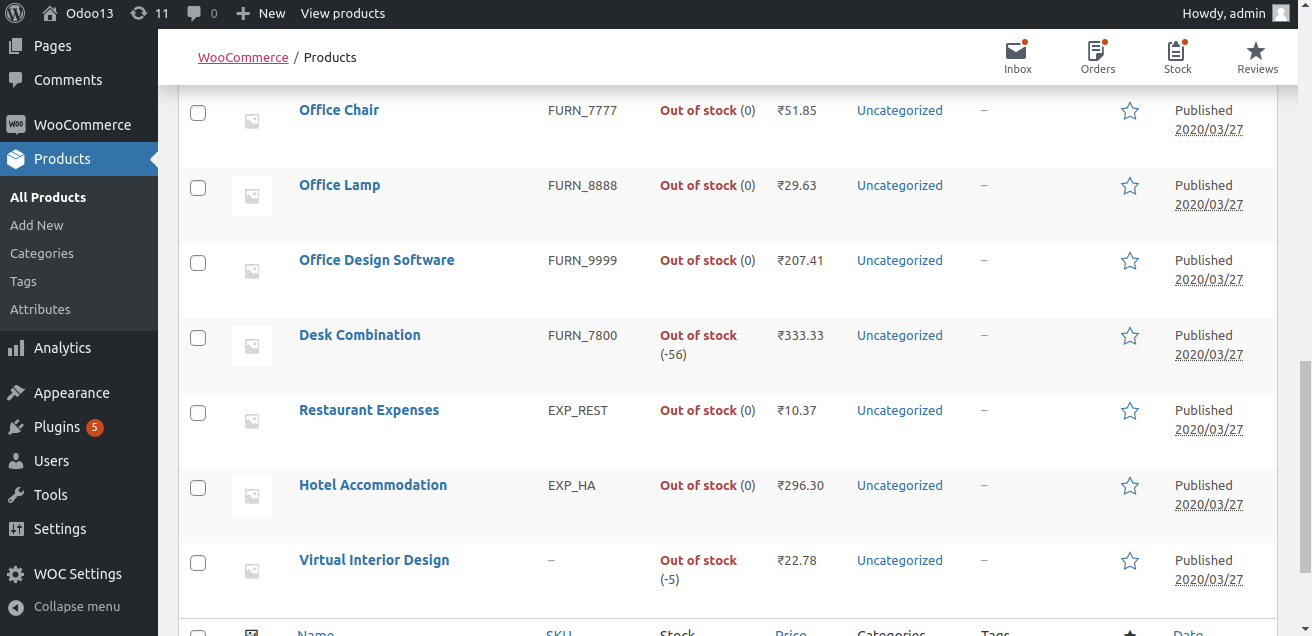 Odoo13 11 0 New View products Howdy, admin
Pages
Comments
WooCommerce
Products
All Products
Add New
Categories
Tags
Attributes
Analytics
Appearance
Plugins 5
Users
Tools
Settings
WOC Settings
Collapse menu
WooCommerce / Products
Inbox Orders Stock Reviews
Office Chair FURN_7777 Out of stock (0) ₹51.85 Uncategorized – Published
2020/03/27
Office Lamp FURN_8888 Out of stock (0) ₹29.63 Uncategorized – Published
2020/03/27
Office Design Software FURN_9999 Out of stock (0) ₹207.41 Uncategorized – Published
2020/03/27
Desk Combination FURN_7800 Out of stock ₹333.33 Uncategorized – Published
(-56) 2020/03/27
Restaurant Expenses EXP_REST Out of stock (0) ₹10.37 Uncategorized – Published
2020/03/27
Hotel Accommodation EXP_HA Out of stock (0) ₹296.30 Uncategorized – Published
2020/03/27
Virtual Interior Design – Out of stock ₹22.78 Uncategorized – Published
(-5) 2020/03/27
Name SKU Stock Price Categories Tags Date